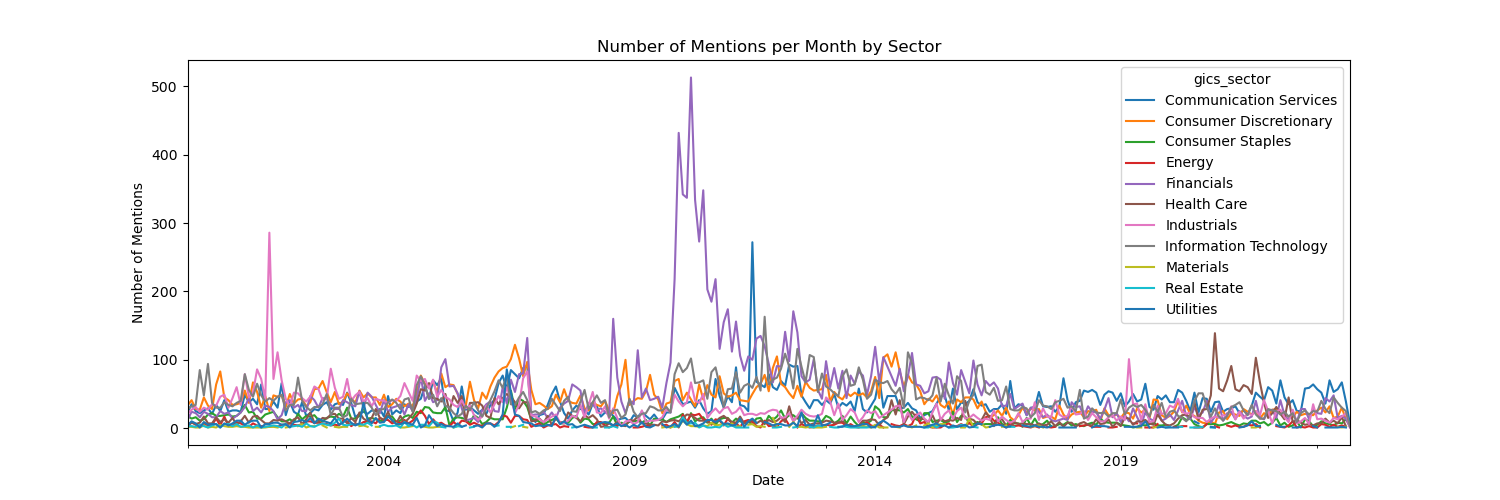 Number of Mentions per Month by Sector
Number of Mentions
500
400
300
200
100
0
gics_sector
Communication Services
Consumer Discretionary
Consumer Staples
Energy
Financials
Health Care
Industrials
Information Technology
Materials
Real Estate
Utilities
2004
2009
2014
2019
Date